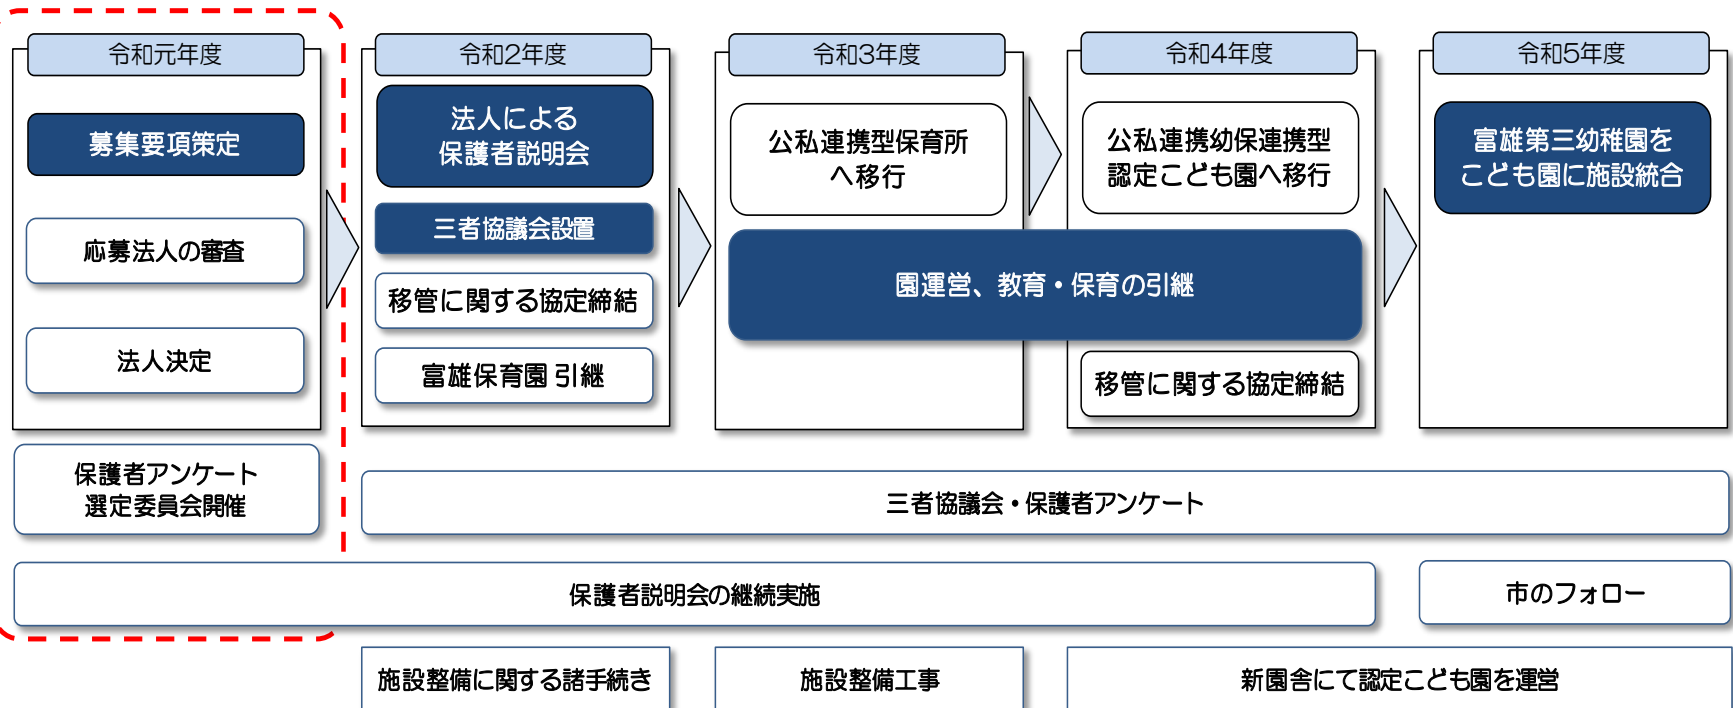 令和元年度
募集要項策定
応募法人の審査
法人決定
保護者アンケート
選定委員会開催
令和2年度
法人による
保護者説明会
三者協議会設置
移管に関する協定締結
富雄保育園 引継
令和3年度
公私連携型保育所
へ移行
令和4年度
公私連携幼保連携型
認定こども園へ移行
園運営、教育・保育の引継
移管に関する協定締結
令和5年度
富雄第三幼稚園を
こども園に施設統合
三者協議会・保護者アンケート
保護者説明会の継続実施
市のフォロー
施設整備に関する諸手続き
施設整備工事
新園舎にて認定こども園を運営